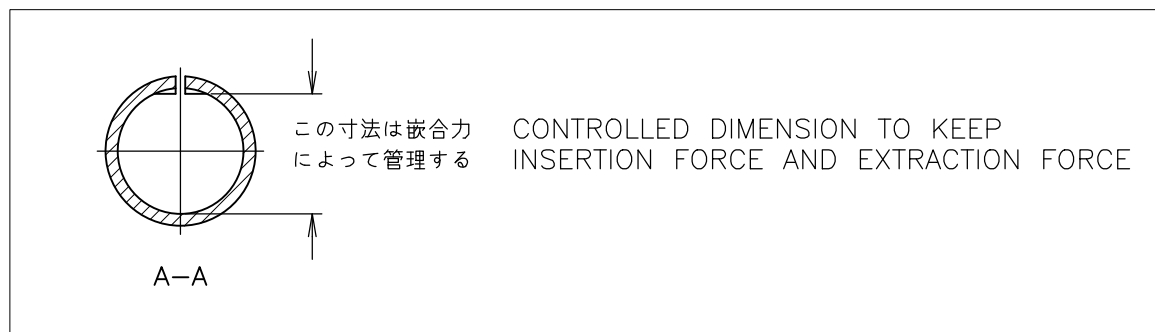 この寸法は嵌合力
によって管理する
CONTROLLED DIMENSION TO KEEP
INSERTION FORCE AND EXTRACTION FORCE
A-A